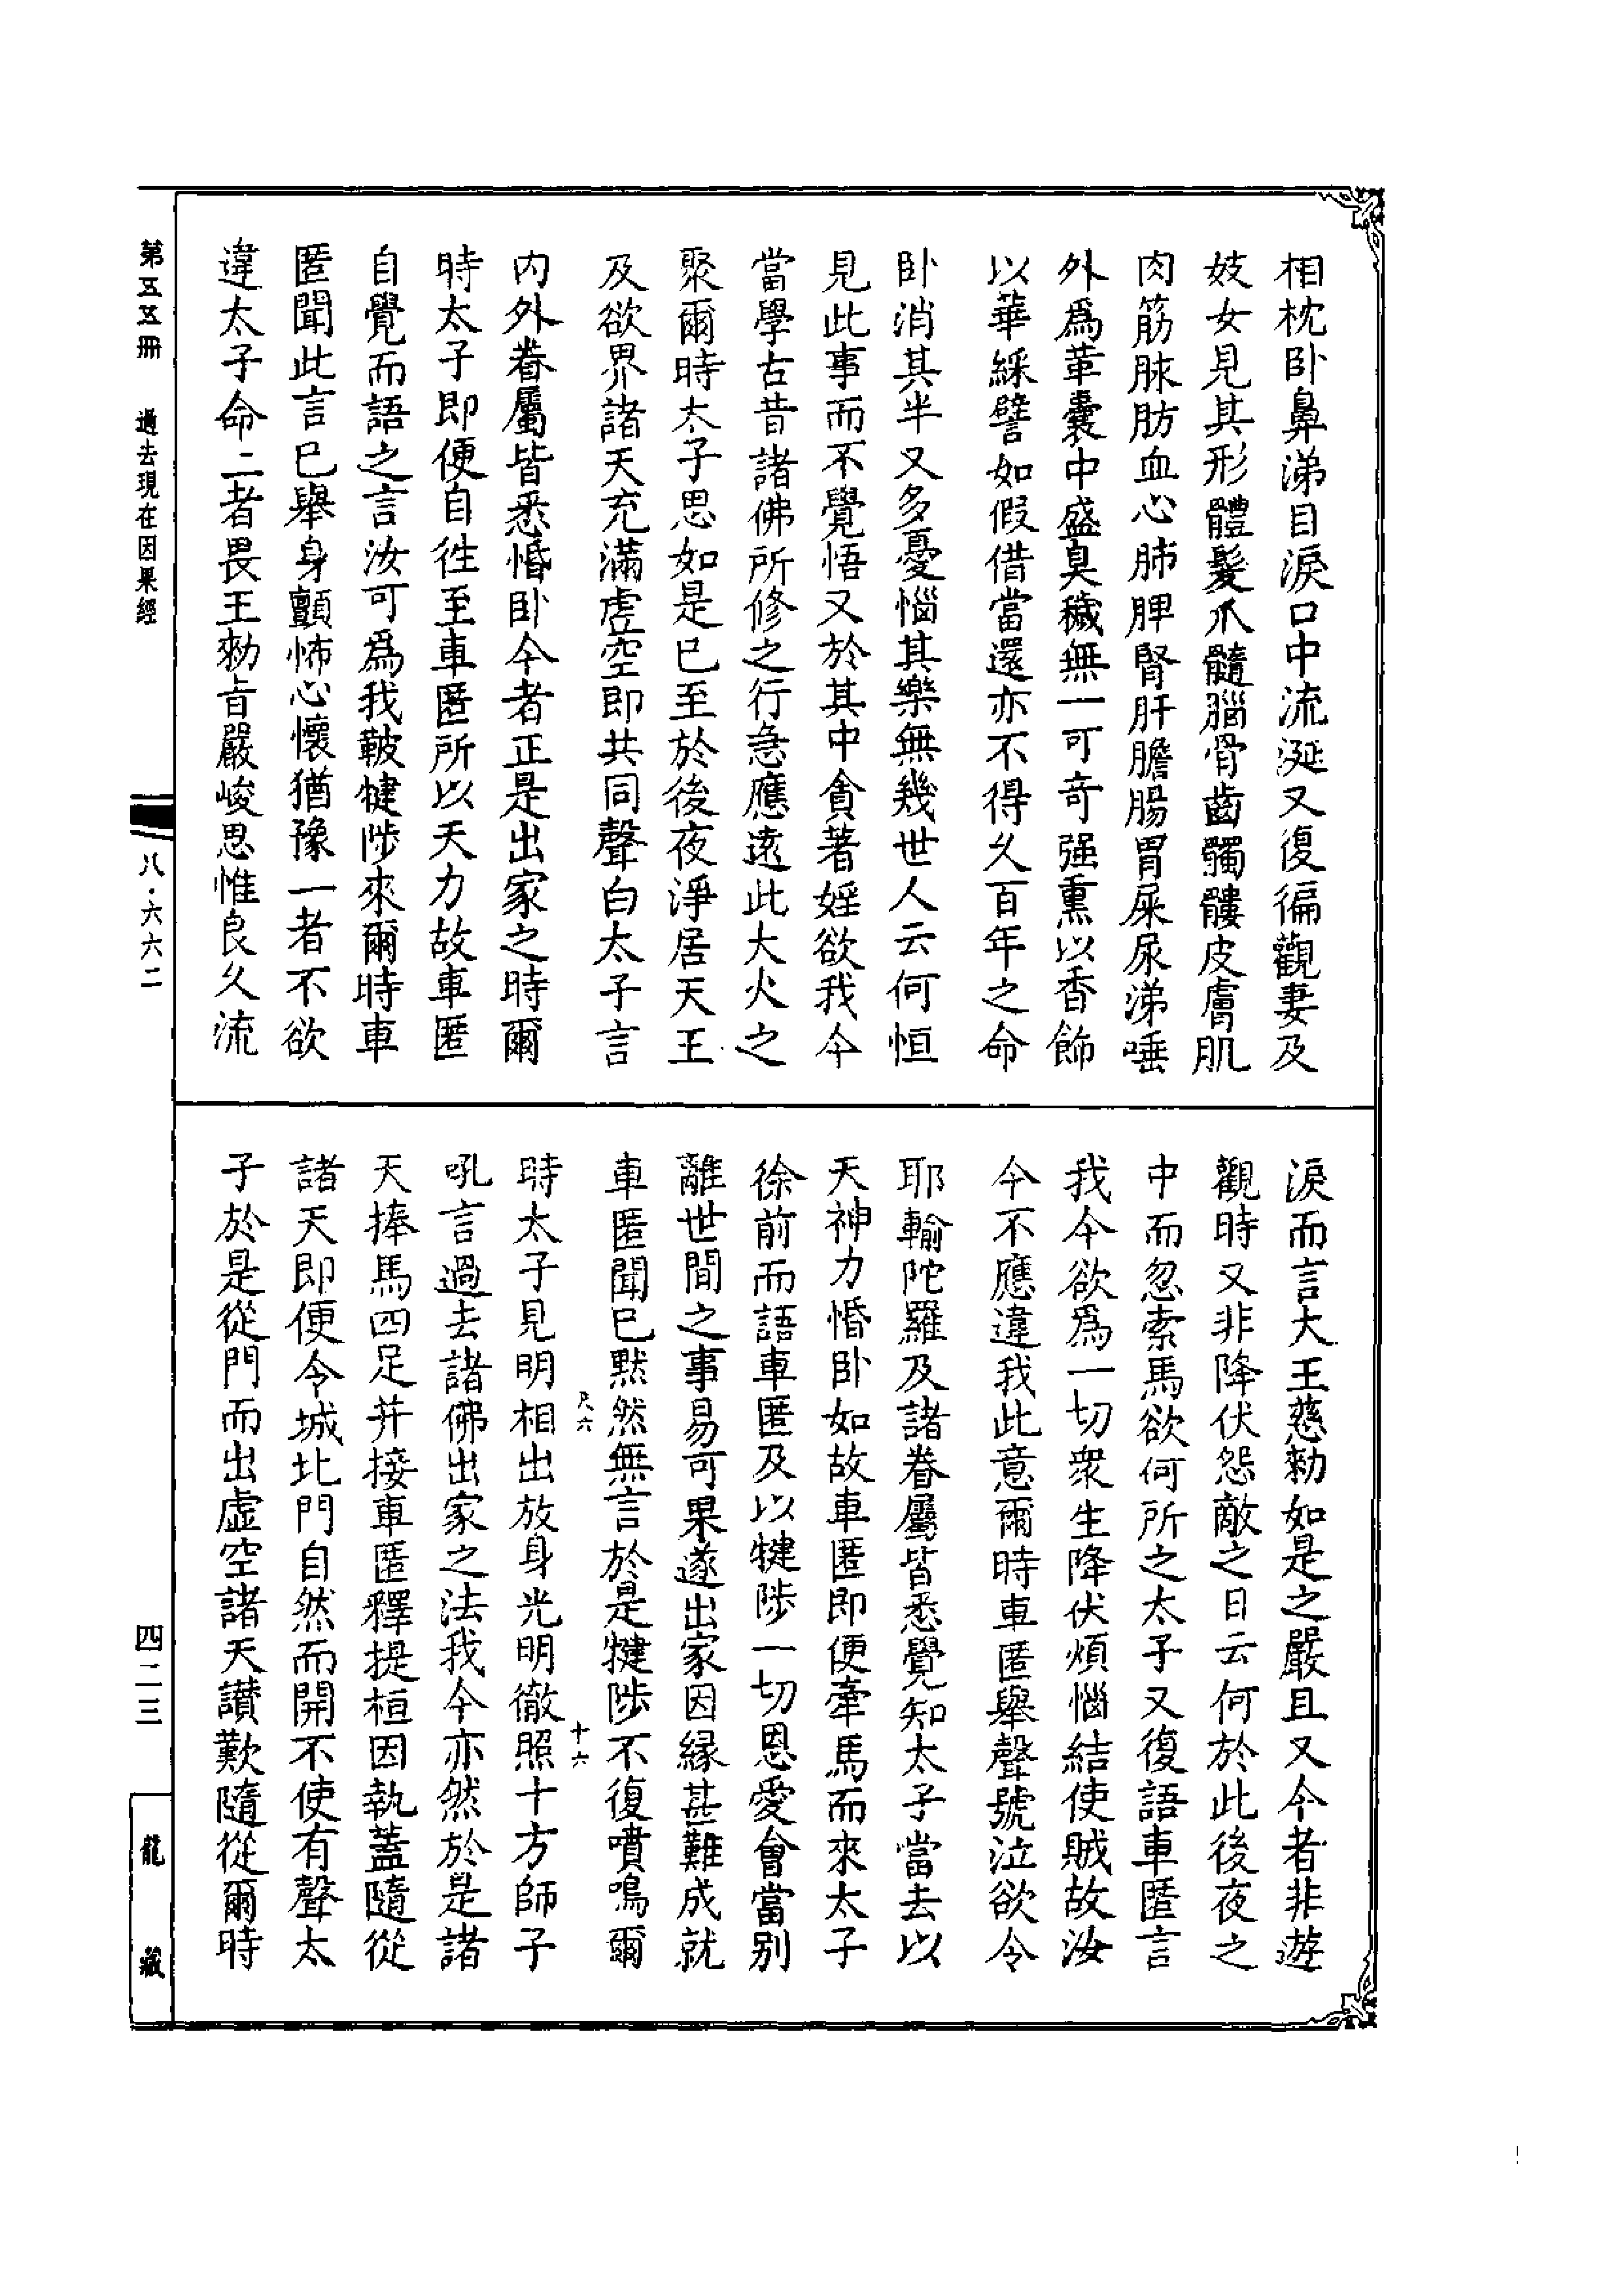 相枕卧鼻涕目淚口中流涎又復徧觀妻及
妓女見其形體髮爪髓腦骨齒髑髏皮膚肌
肉筋脉肪血心肺脾腎肝膽腸胃屎尿涕唾
外爲革囊中盛臭穢無一可奇强熏以香飾
以華綵譬如假借當還亦不得久百年之命
卧消其半又多憂惱其樂無幾世人云何恒
見此事而不覺悟又於其中貪著婬欲我今
當學古昔諸佛所修之行急應遠此大火之
聚爾時太子思如是已至於後夜淨居天王
及欲界諸天充滿虛空即共同聲白太子言
内外眷屬皆悉惛卧今者正是出家之時爾
時太子即便自徃至車匿所以天力故車匿
自覺而語之言汝可爲我鞁犍陟來爾時車
匿聞此言已舉身顫怖心懷猶豫一者不欲
違太子命二者畏王勑旨嚴峻思惟良久流
淚而言大王慈勑如是之嚴且又今者非遊
觀時又非降伏怨敵之日云何於此後夜之
中而忽索馬欲何所之太子又復語車匿言
我今欲爲一切衆生降伏煩惱結使賊故汝
今不應違我此意爾時車匿舉聲號泣欲令
耶輸陀羅及諸眷屬皆悉覺知太子當去以
天神力惛卧如故車匿即便牽馬而來太子
徐前而語車匿及以犍陟一切恩愛會當别
離世間之事易可果遂出家因縁甚難成就
車匿聞已黙然無言於是犍陟不復噴鳴爾
尺六
十六
時太子見明相出放身光明徹照十方師子
吼言過去諸佛出家之法我今亦然於是諸
天捧馬四足并接車匿釋提桓因執蓋隨從
諸天即便令城北門自然而開不使有聲太
子於是從門而出虛空諸天讃歎隨從爾時
第五五冊
過去現在因果經
八·六六二
四二三
龍藏